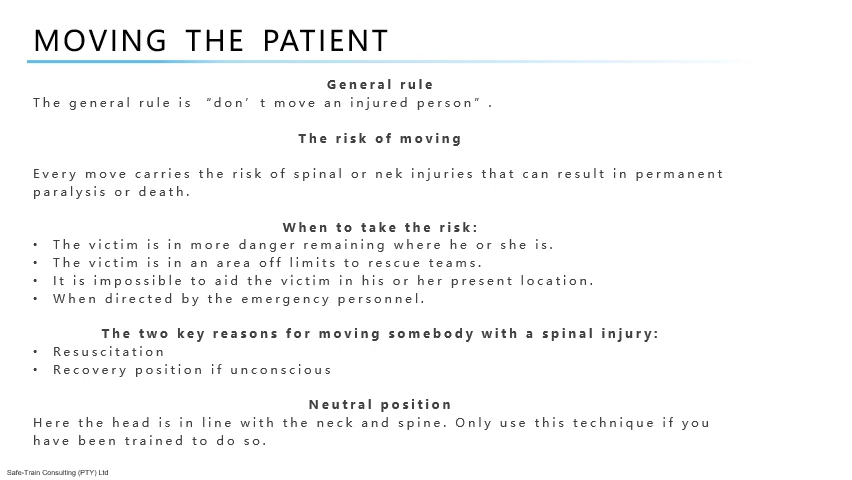 MOVING THE PATIENT
General rule
The general rule is “don’t move an injured person”.
The risk of moving
Every move carries the risk of spinal or nek injuries that can result in permanent
paralysis or death.
When to take the risk:
• The victim is in more danger remaining where he or she is.
• The victim is in an area off limits to rescue teams.
• It is impossible to aid the victim in his or her present location.
• When directed by the emergency personnel.
The two key reasons for moving somebody with a spinal injury:
• Resuscitation
• Recovery position if unconscious
Neutral position
Here the head is in line with the neck and spine. Only use this technique if you
have been trained to do so.
Safe-Train Consulting (PTY) Ltd